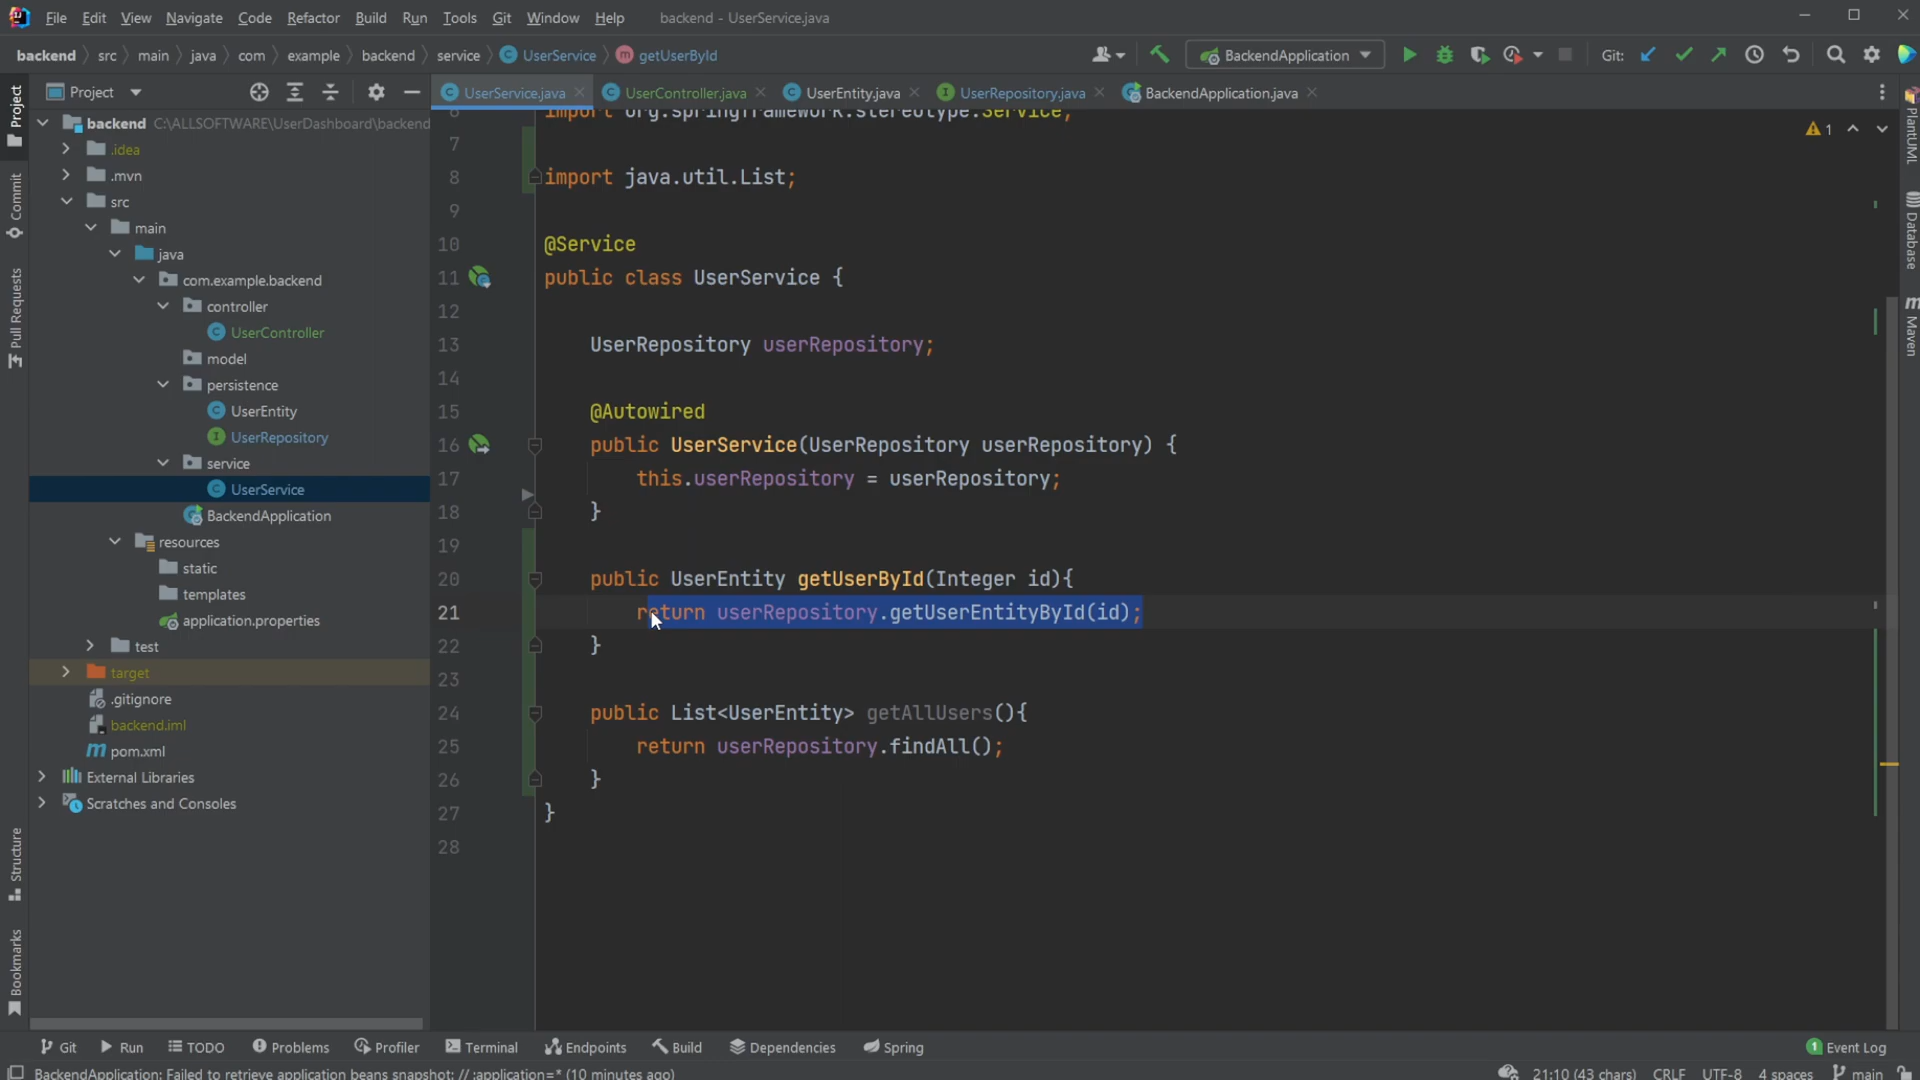 File Edit View Navigate Code Refactor Build Run Tools Git Window Help backend - UserService.java
backend src main java com example backend service UserService getUserById BackendApplication Git:
Project UserService.java UserController.java UserEntity.java UserRepository.java BackendApplication.java
Project
Commit
Pull Requests
Structure
Bookmarks
backend C:\ALLSOFTWARE\UserDashboard\backend
.idea
.mvn
src
main
java
com.example.backend
controller
UserController
model
persistence
UserEntity
UserRepository
service
UserService
BackendApplication
resources
static
templates
application.properties
test
target
.gitignore
backend.iml
pom.xml
External Libraries
Scratches and Consoles
6 import org.springframework.stereotype.Service;
7
8 import java.util.List;
9
10 @Service
11 public class UserService {
12
13 UserRepository userRepository;
14
15 @Autowired
16 public UserService(UserRepository userRepository) {
17 this.userRepository = userRepository;
18 }
19
20 public UserEntity getUserById(Integer id){
21 return userRepository.getUserEntityById(id);
22 }
23
24 public List<UserEntity> getAllUsers(){
25 return userRepository.findAll();
26 }
27 }
28
1
PlantUML
Database
Maven
Git Run TODO Problems Profiler Terminal Endpoints Build Dependencies Spring 1 Event Log
BackendApplication: Failed to retrieve application beans snapshot: // :application=* (10 minutes ago) 21:10 (43 chars) CRLF UTF-8 4 spaces main